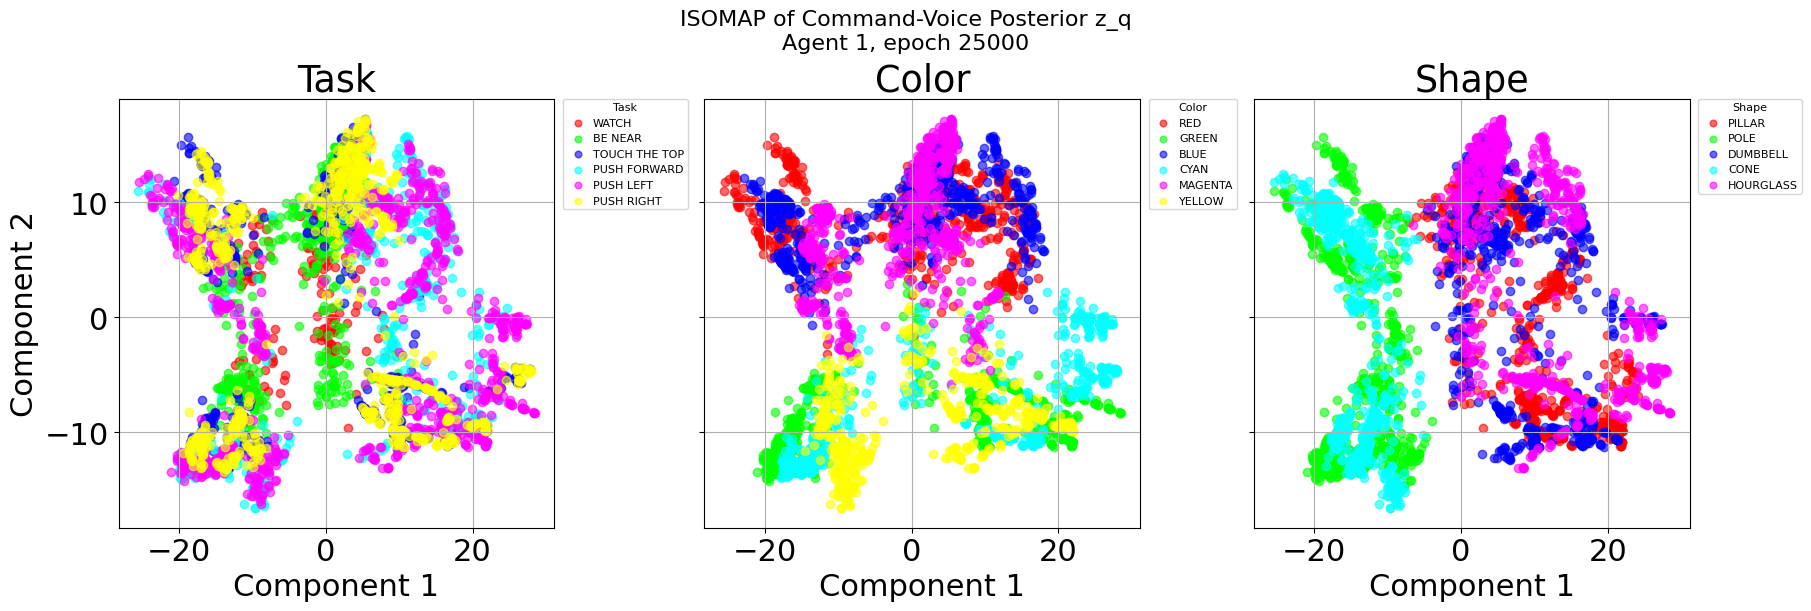 ISOMAP of Command-Voice Posterior z_q
Agent 1, epoch 25000
Task
Component 2
10
0
−10
−20
0
20
Component 1
Task
WATCH
BE NEAR
TOUCH THE TOP
PUSH FORWARD
PUSH LEFT
PUSH RIGHT
Color
−20
0
20
Component 1
Color
RED
GREEN
BLUE
CYAN
MAGENTA
YELLOW
Shape
−20
0
20
Component 1
Shape
PILLAR
POLE
DUMBBELL
CONE
HOURGLASS